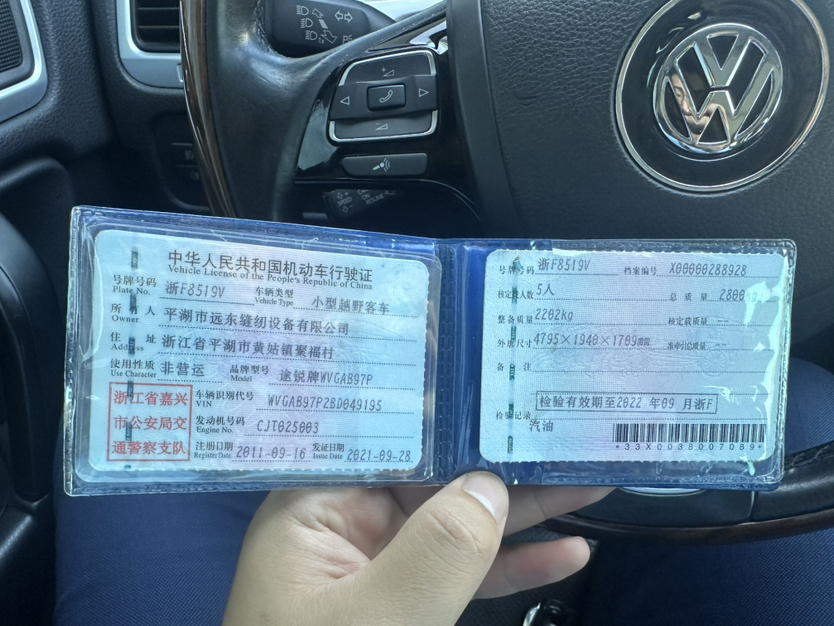 中华人民共和国机动车行驶证
Vehicle License of the People's Republic of China
号牌号码 浙F8519V 车辆类型 小型越野客车
Plate No. Vehicle Type
所有人 平湖市远东缝纫设备有限公司
Owner
住址 浙江省平湖市黄姑镇聚福村
Address
使用性质 非营运 品牌型号 途锐牌WVGAB97P
Use Character Model
浙江省嘉兴
市公安局交
通警察支队
车辆识别代号 WVGAB97P2BD049195
VIN
发动机号码 CJT025003
Engine No.
注册日期 2011-09-16 发证日期 2021-09-28
Register Date Issue Date
号牌号码 浙F8519V 档案编号 X00000288928
核定载人数 5人 总质量 2800kg
整备质量 2202kg 核定载质量 --
外廓尺寸 4795×1940×1709mm 准牵引总质量 --
备注
检验有效期至2022年09月浙F
检验记录
汽油
*33X0038007089*